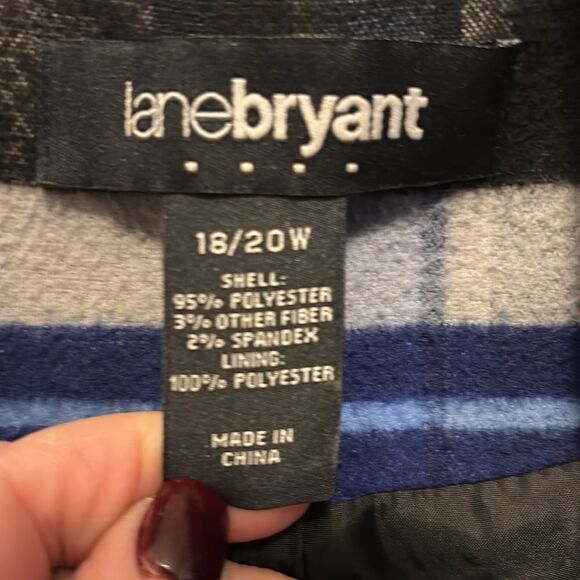 lanebryant
18/20W
SHELL:
95% POLYESTER
3% OTHER FIBER
2% SPANDEX
LINING:
100% POLYESTER
MADE IN
CHINA